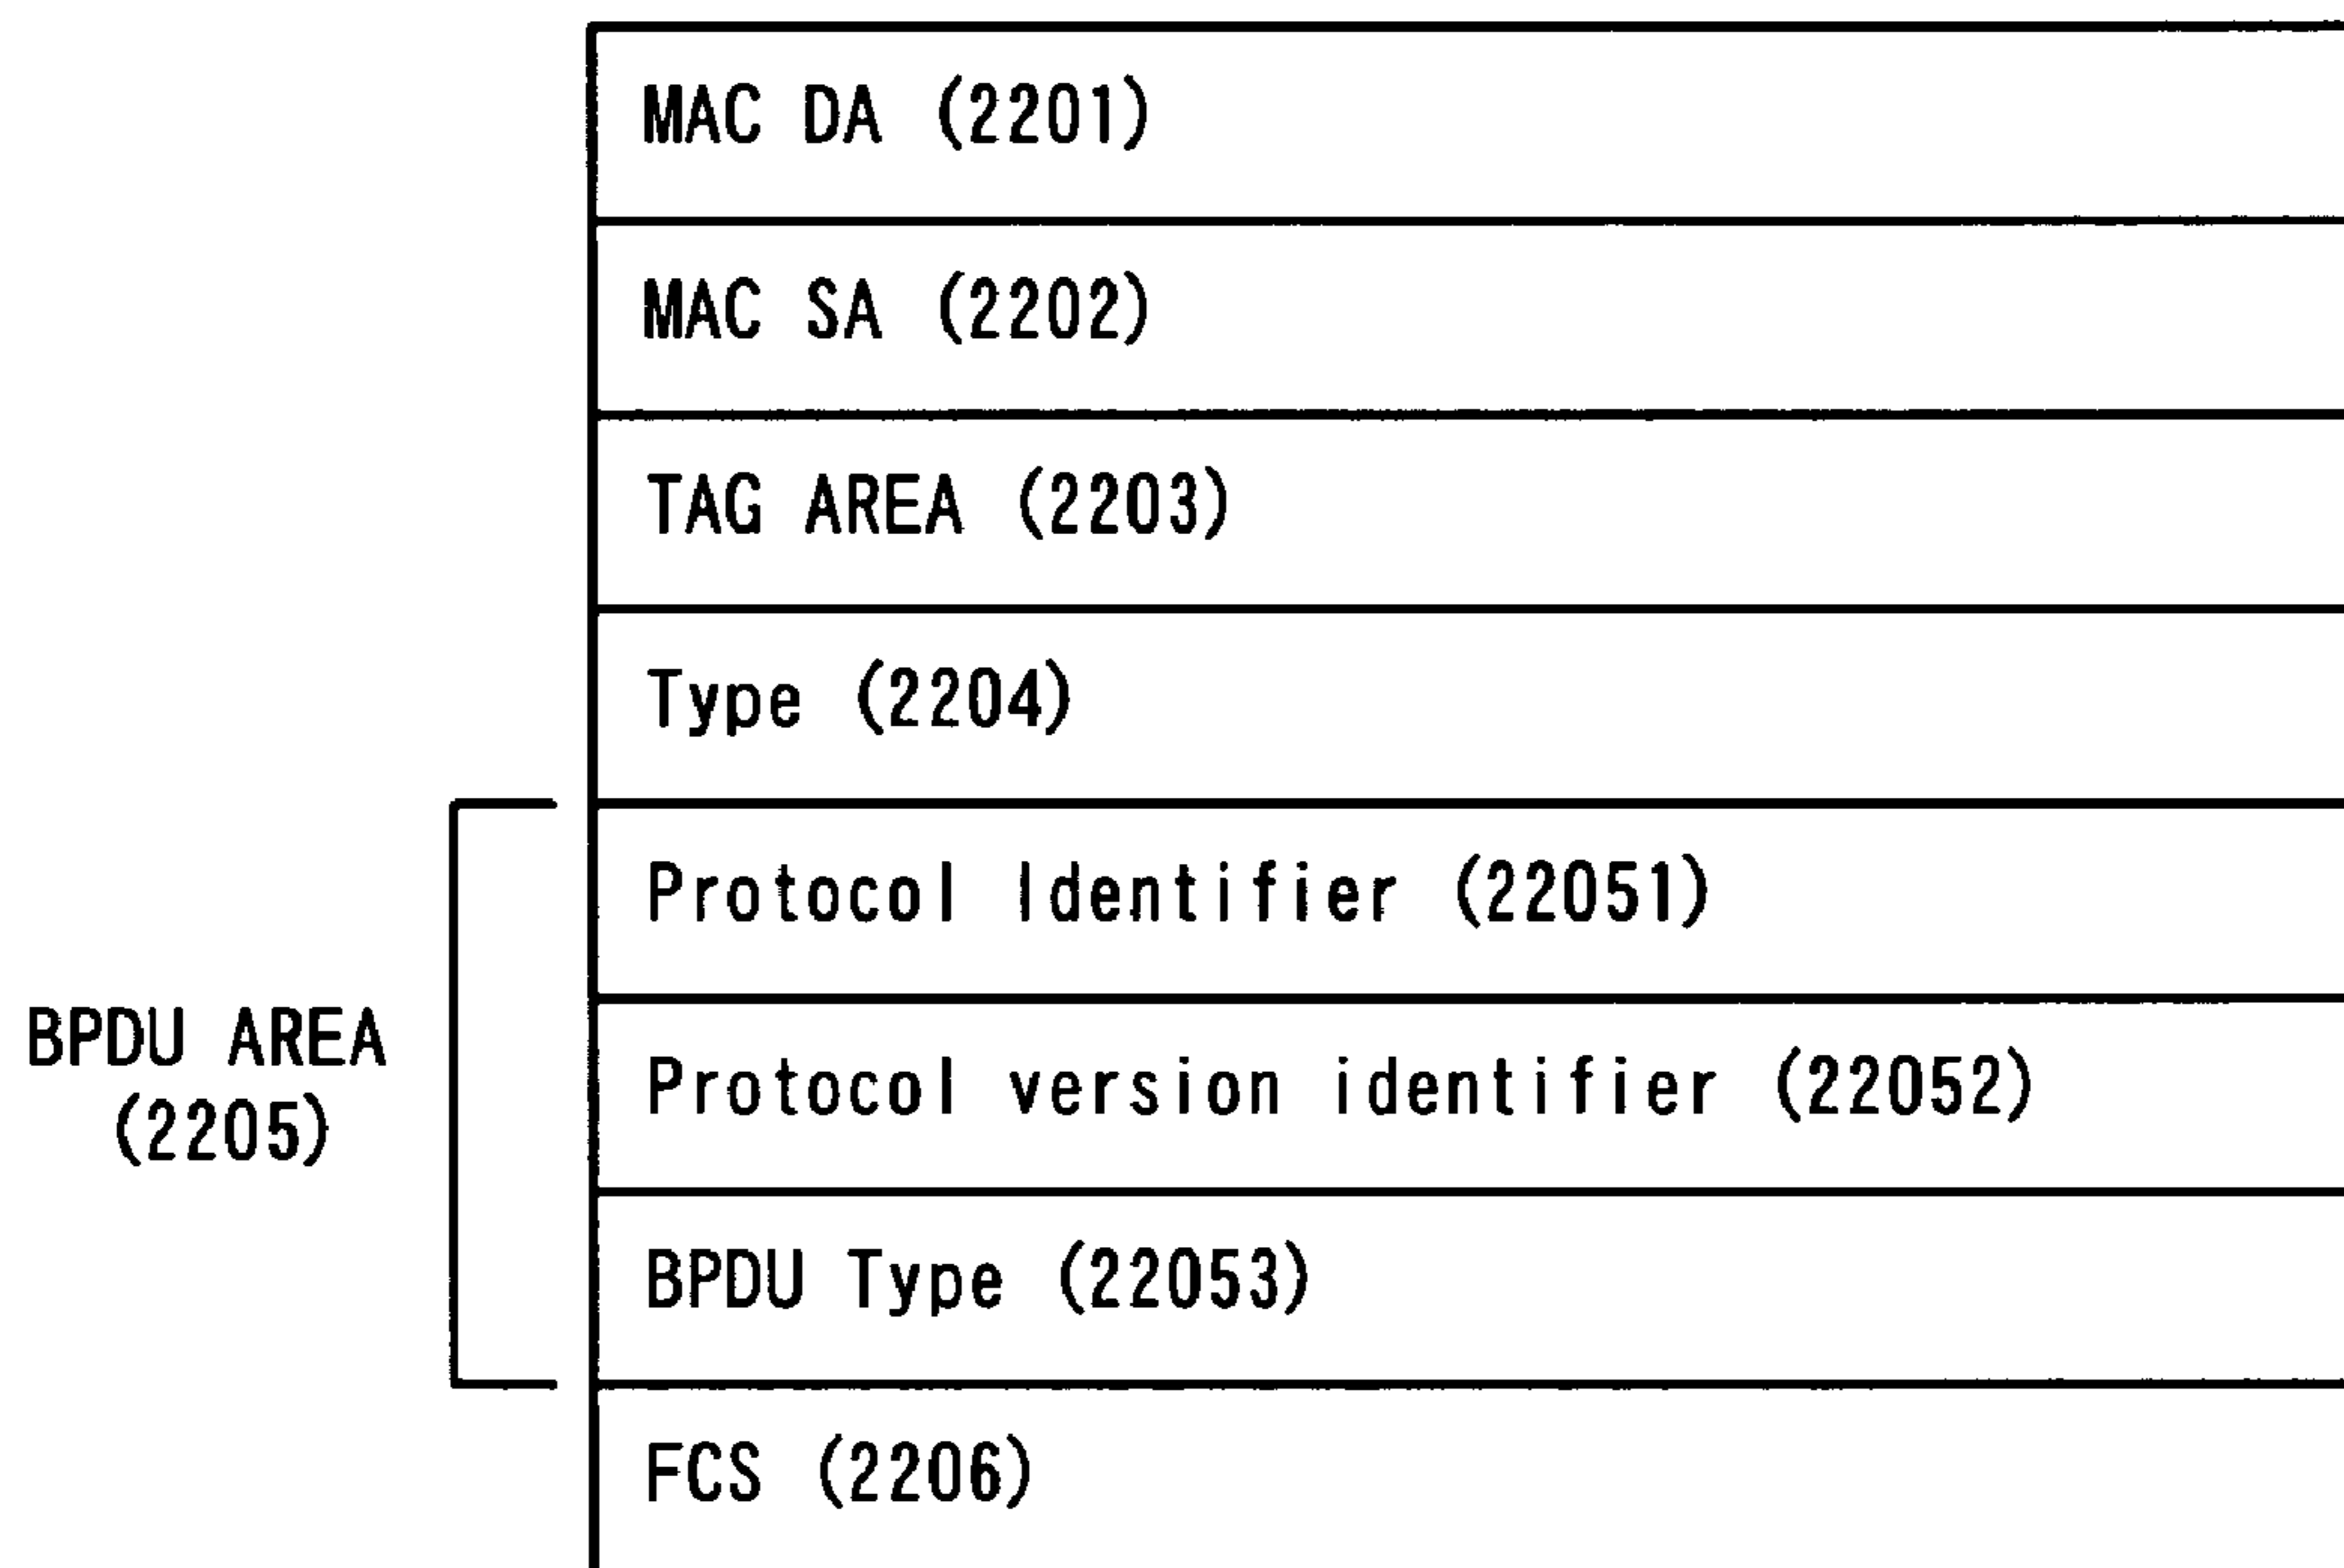 MAC DA (2201)
MAC SA (2202)
TAG AREA (2203)
Type (2204)
BPDU AREA
(2205)
Protocol Identifier (22051)
Protocol version identifier (22052)
BPDU Type (22053)
FCS (2206)